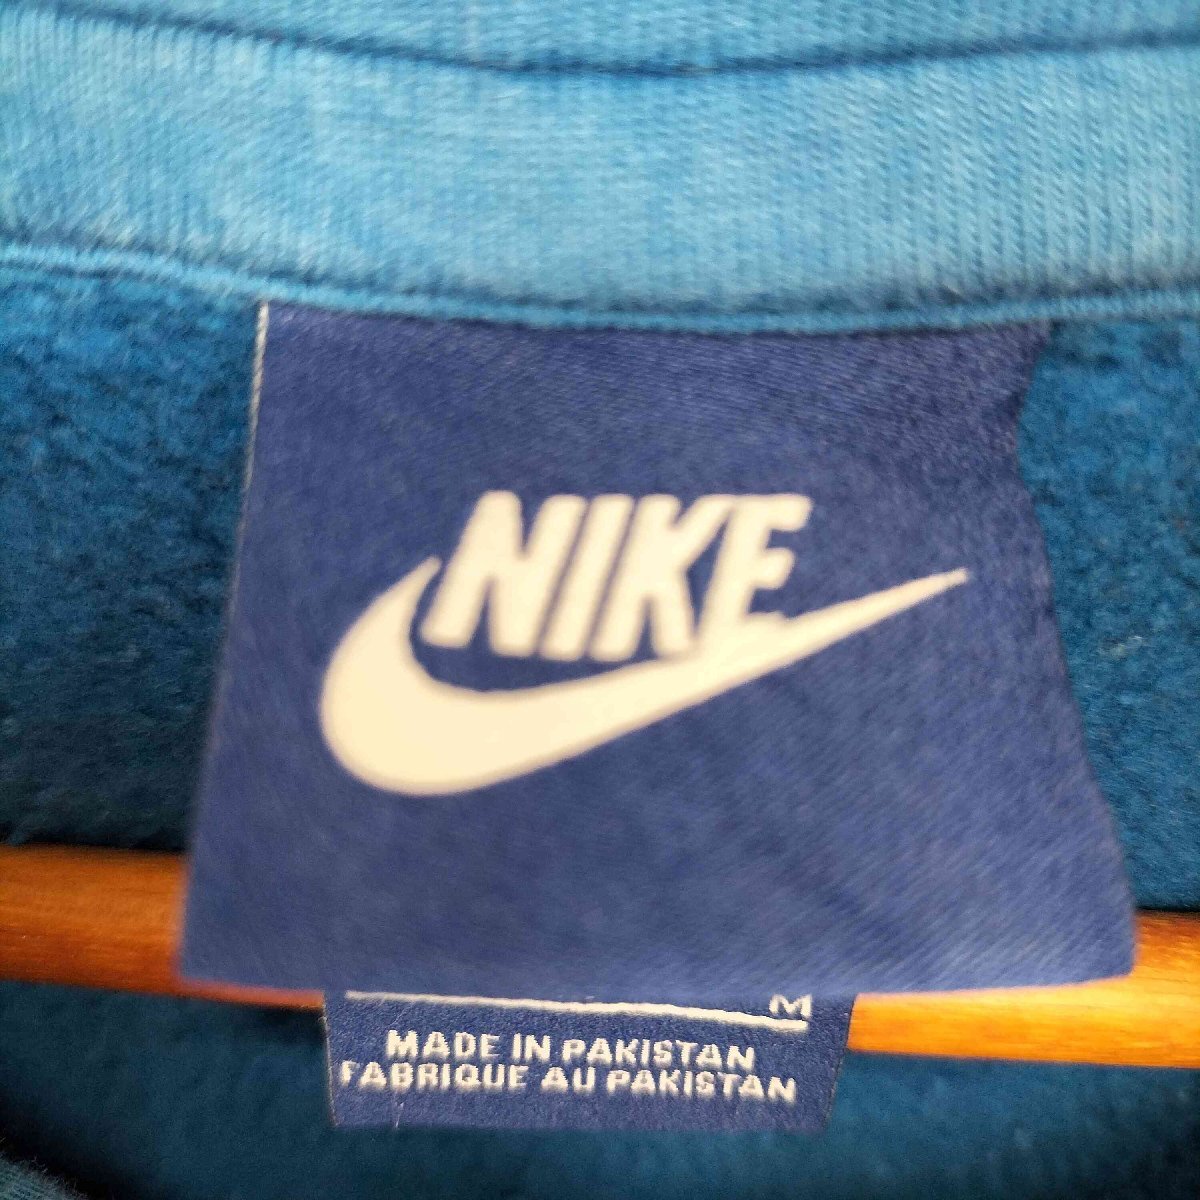 NIKE
M
MADE IN PAKISTAN
FABRIQUE AU PAKISTAN